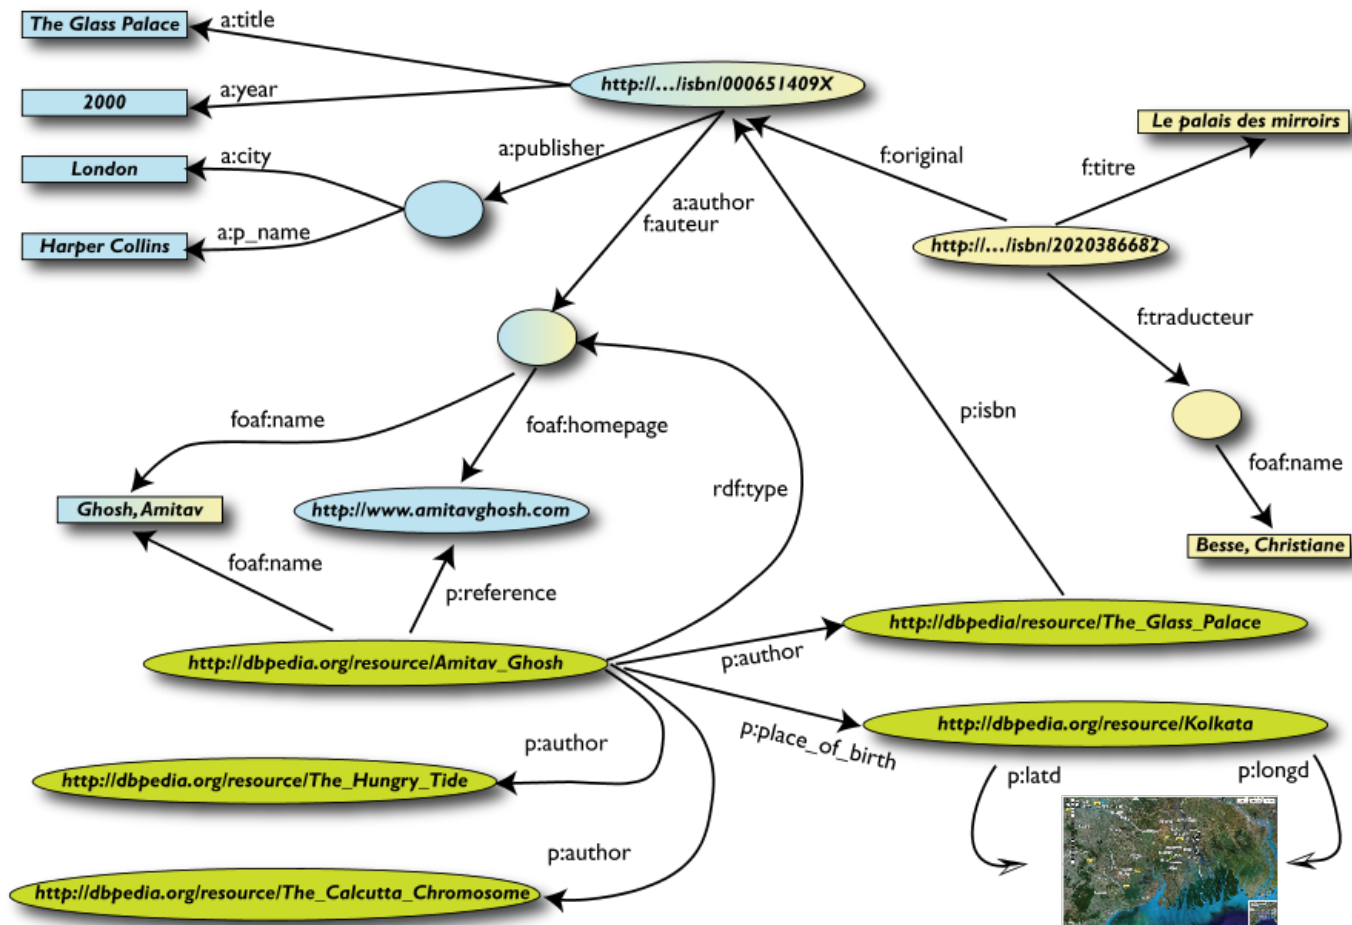 The Glass Palace
a:title
http://.../isbn/000651409X
2000
a:year
Le palais des mirroirs
London
a:city
a:publisher
f:original
f:titre
a:author
f:auteur
Harper Collins
a:p_name
http://.../isbn/2020386682
f:traducteur
foaf:name
foaf:homepage
p:isbn
foaf:name
rdf:type
Ghosh, Amitav
http://www.amitavghosh.com
Besse, Christiane
foaf:name
p:reference
http://dbpedia/resource/The_Glass_Palace
http://dbpedia.org/resource/Amitav_Ghosh
p:author
http://dbpedia.org/resource/Kolkata
p:place_of_birth
p:author
http://dbpedia.org/resource/The_Hungry_Tide
p:latd
p:longd
p:author
http://dbpedia.org/resource/The_Calcutta_Chromosome